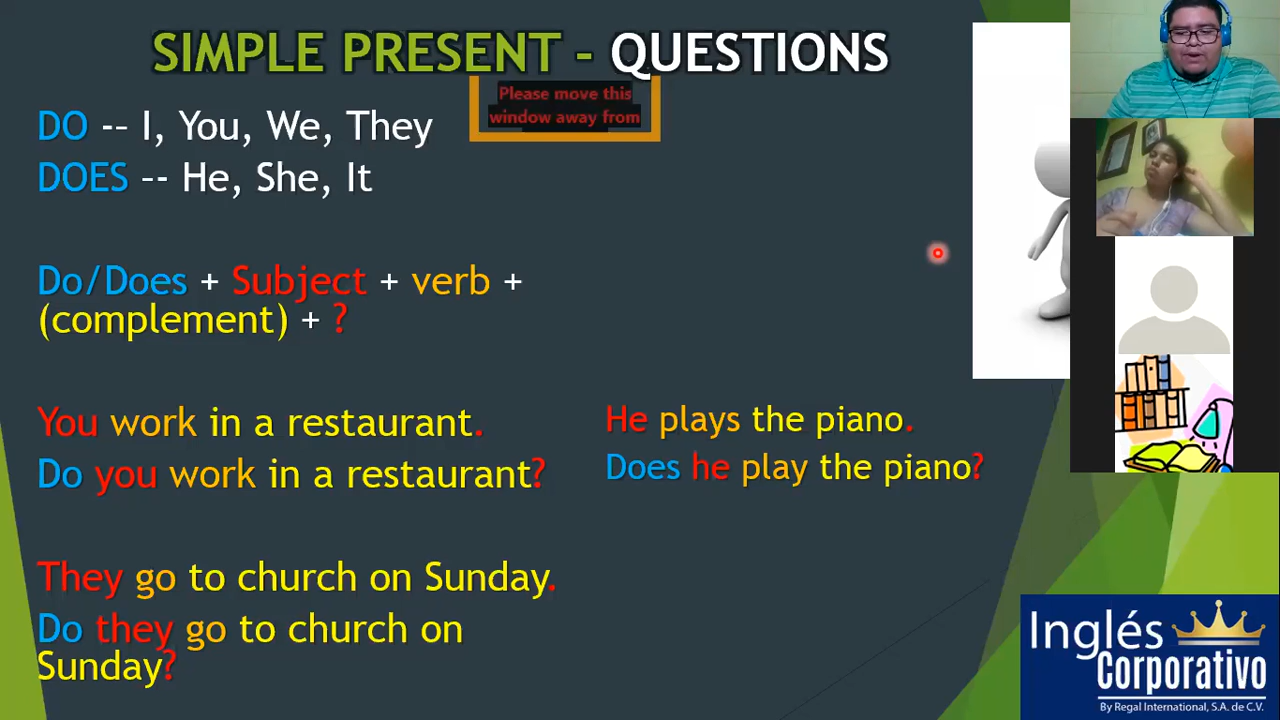 SIMPLE PRESENT - QUESTIONS
Please move this
window away from
DO -- I, You, We, They
DOES -- He, She, It
Do/Does + Subject + verb +
(complement) + ?
You work in a restaurant.
Do you work in a restaurant?
He plays the piano.
Does he play the piano?
They go to church on Sunday.
Do they go to church on
Sunday?
Inglés
Corporativo
By Regal International, S.A. de C.V.